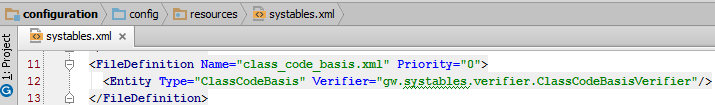 configuration config resources systables.xml
systables.xml ×
1: Project
11 <FileDefinition Name="class_code_basis.xml" Priority="0">
12 <Entity Type="ClassCodeBasis" Verifier="gw.systables.verifier.ClassCodeBasisVerifier"/>
13 </FileDefinition>